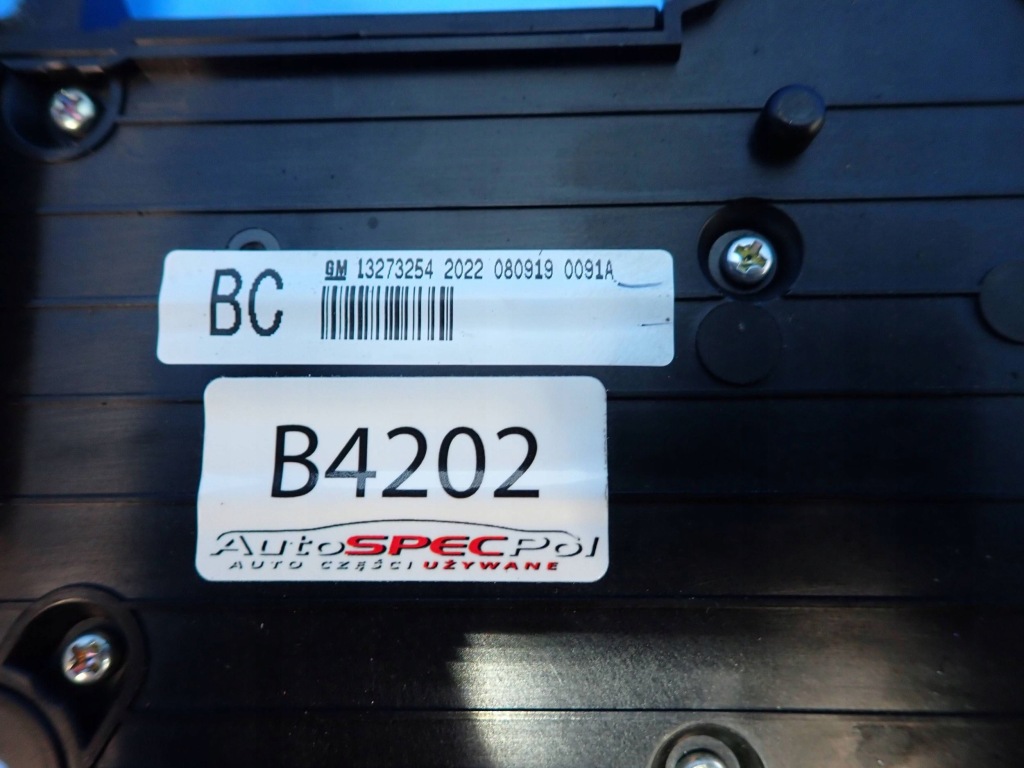 BC
GM 13273254 2022 080919 0091A
B4202
AutoSPECPol
AUTO CZĘŚCI UŻYWANE